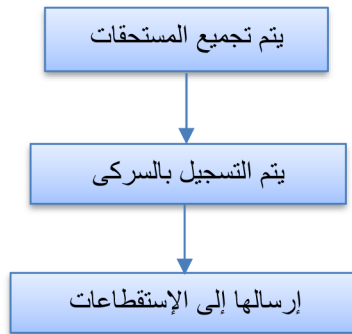 يتم تجميع المستحقات
يتم التسجيل بالسركى
إرسالها إلى الإستقطاعات